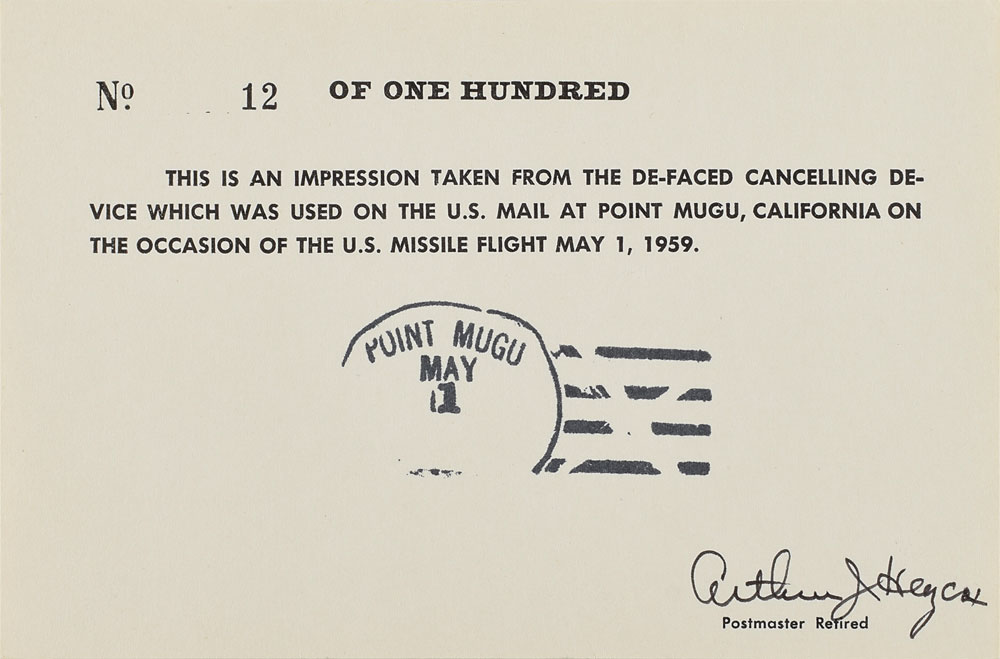 Nº 12 OF ONE HUNDRED
THIS IS AN IMPRESSION TAKEN FROM THE DE-FACED CANCELLING DE-
VICE WHICH WAS USED ON THE U.S. MAIL AT POINT MUGU, CALIFORNIA ON
THE OCCASION OF THE U.S. MISSILE FLIGHT MAY 1, 1959.
POINT MUGU
MAY
1
Arthur J Heycox
Postmaster Retired